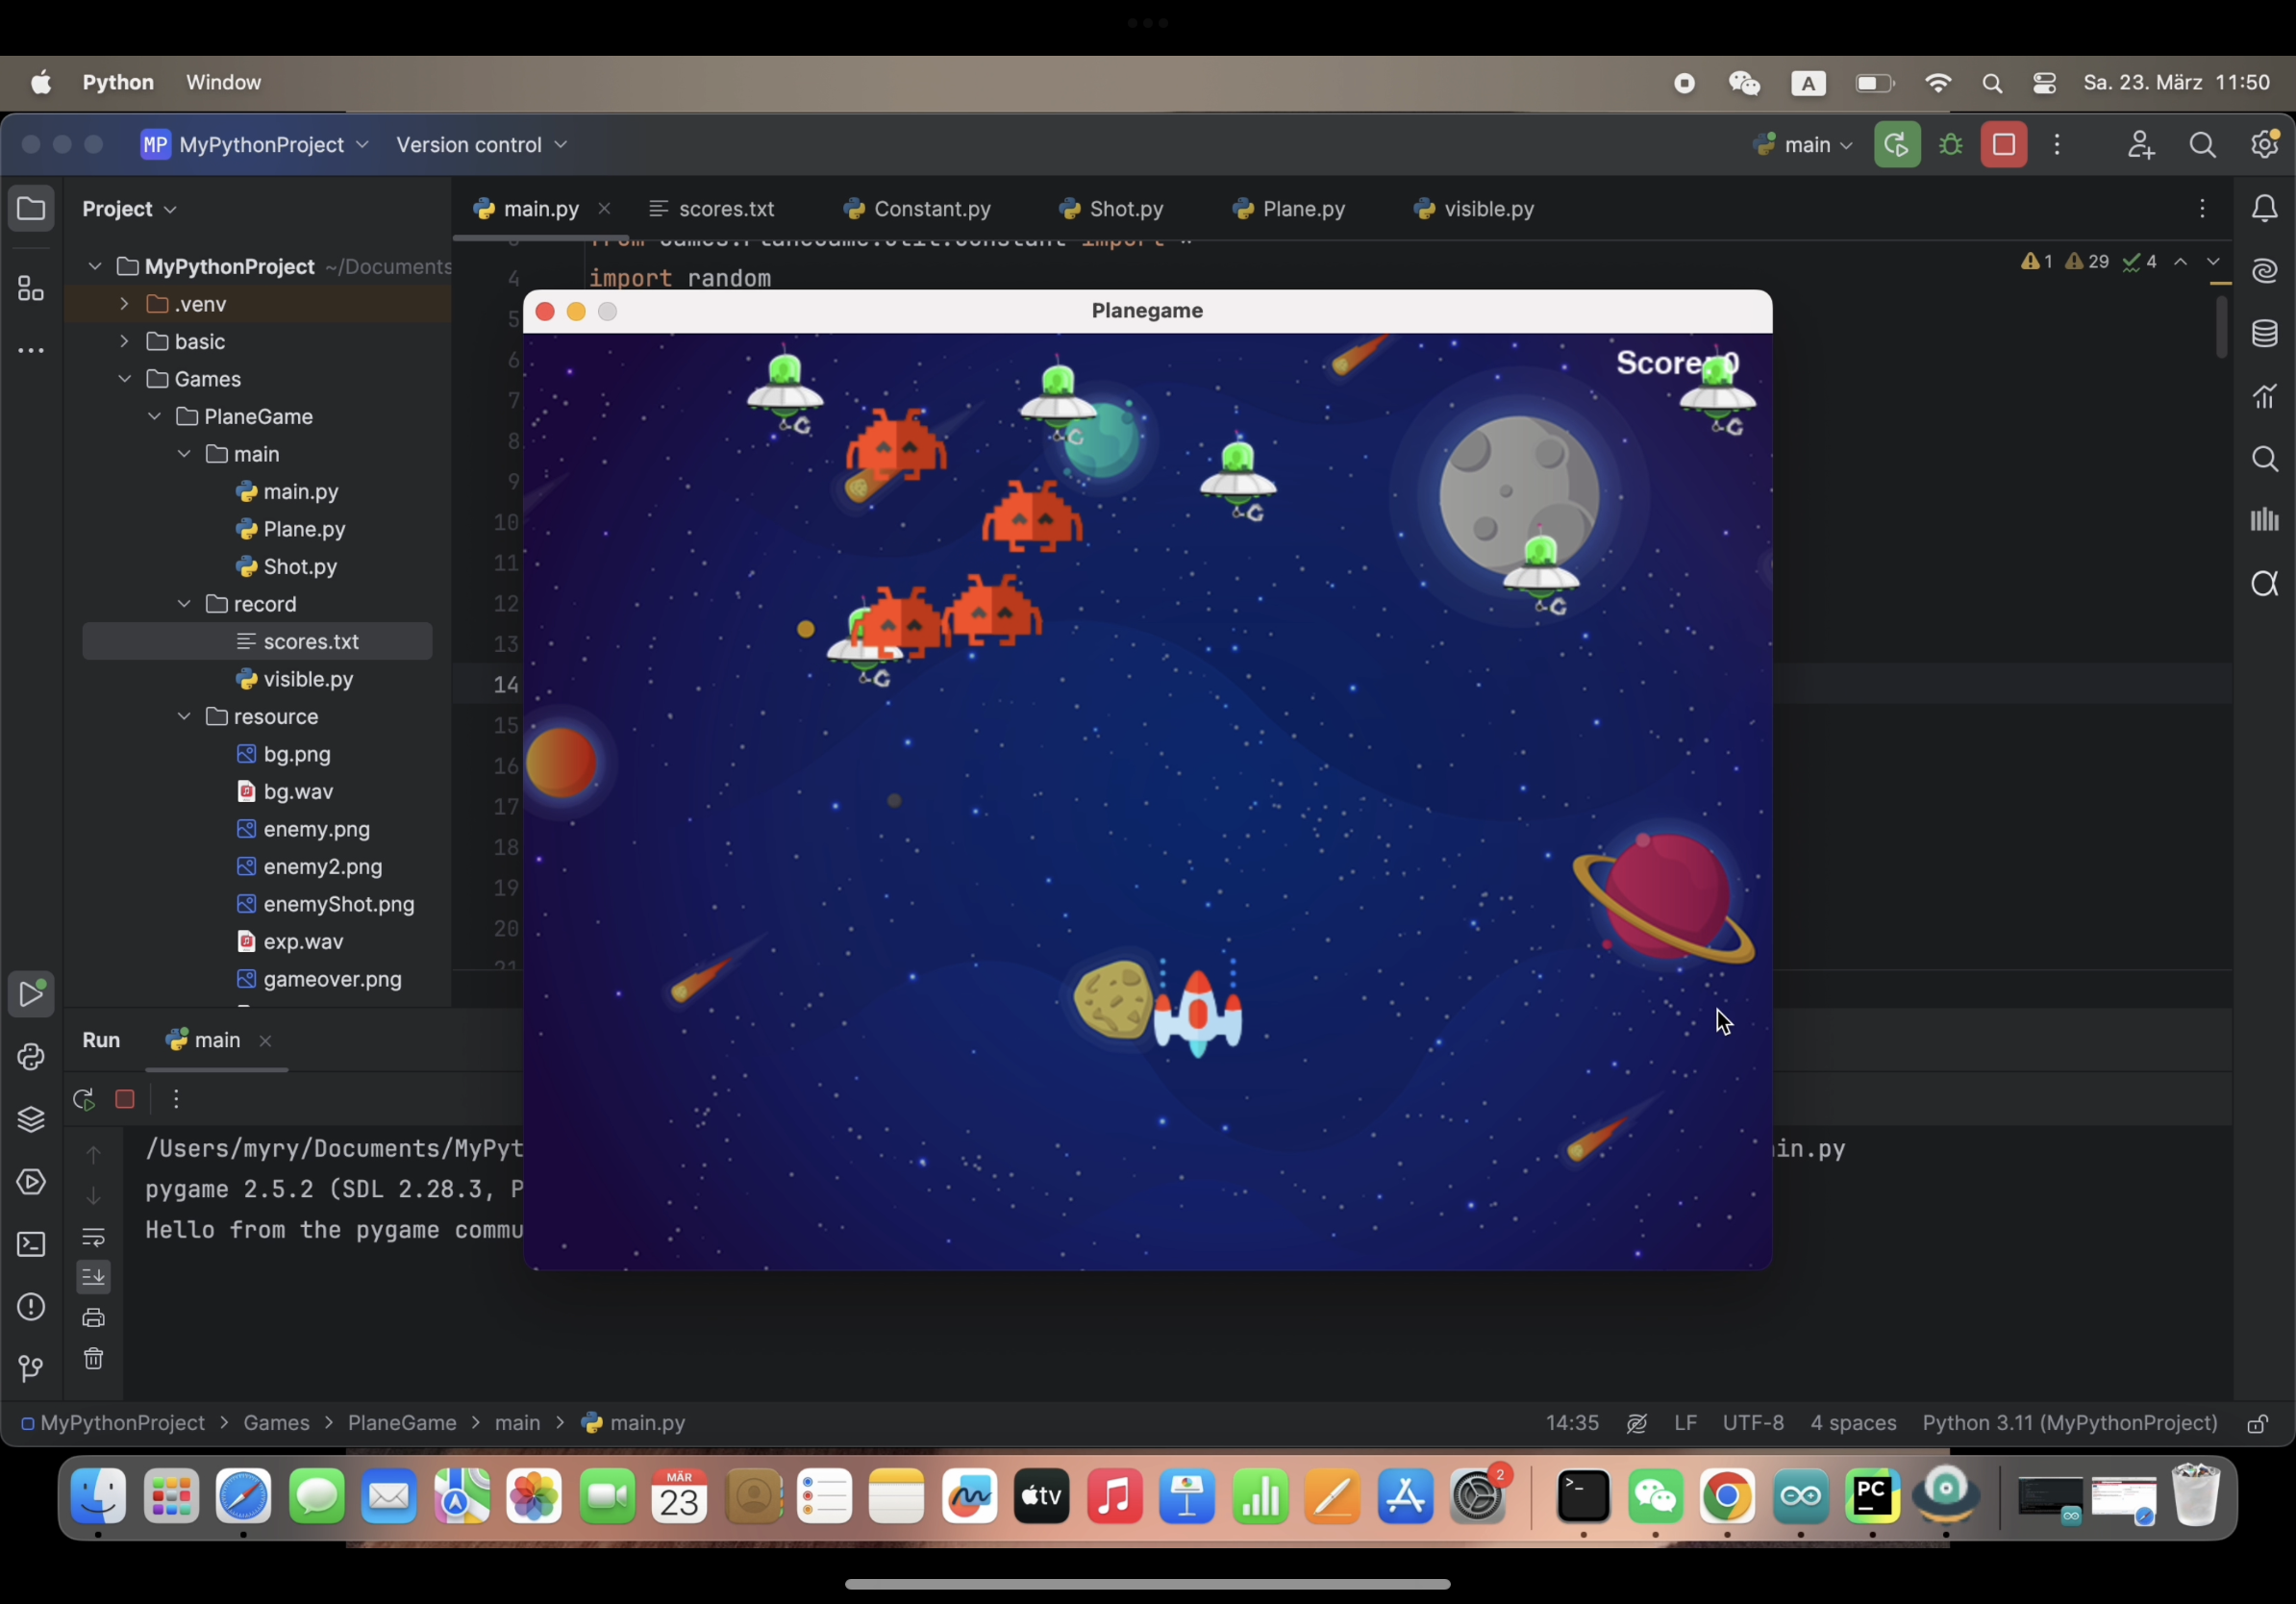 Python Window A Sa. 23. März 11:50
MP MyPythonProject Version control main
Project
main.py scores.txt Constant.py Shot.py Plane.py visible.py
MyPythonProject ~/Documents
4 import random
1 29 4
Planegame
.venv
5
basic
6
Score: 0
Games
7
PlaneGame
8
main
9
main.py
10
Plane.py
11
Shot.py
12
record
13
scores.txt
14
visible.py
15
resource
16
bg.png
17
bg.wav
18
enemy.png
19
enemy2.png
20
enemyShot.png
21
exp.wav
gameover.png
Run main
/Users/myry/Documents/MyPyt
in.py
pygame 2.5.2 (SDL 2.28.3, P
Hello from the pygame commu
MyPythonProject > Games > PlaneGame > main > main.py 14:35 LF UTF-8 4 spaces Python 3.11 (MyPythonProject)
MÄR
23
tv
2
>_
PC